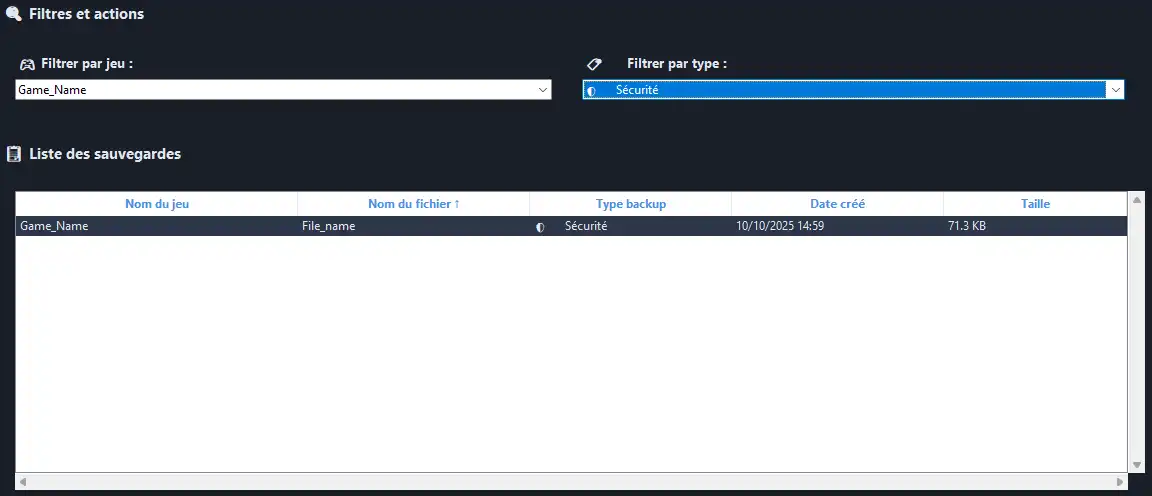 Filtres et actions
Filtrer par jeu : Filtrer par type :
Game_Name Sécurité
Liste des sauvegardes
Nom du jeu Nom du fichier ↑ Type backup Date créé Taille
Game_Name File_name Sécurité 10/10/2025 14:59 71.3 KB